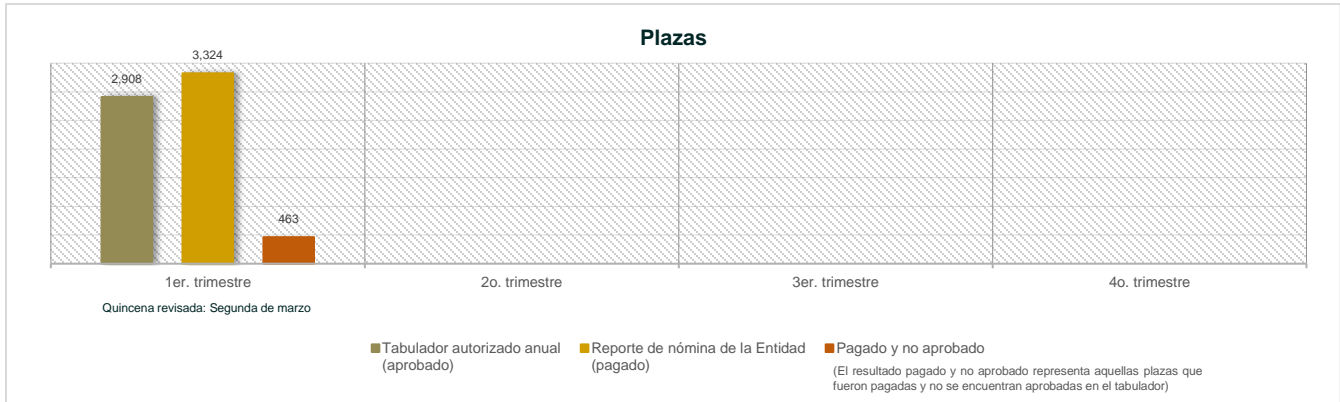 Plazas
3,324
2,908
463
1er. trimestre
2o. trimestre
3er. trimestre
4o. trimestre
Quincena revisada: Segunda de marzo
Tabulador autorizado anual
(aprobado)
Reporte de nómina de la Entidad
(pagado)
Pagado y no aprobado
(El resultado pagado y no aprobado representa aquellas plazas que
fueron pagadas y no se encuentran aprobadas en el tabulador)